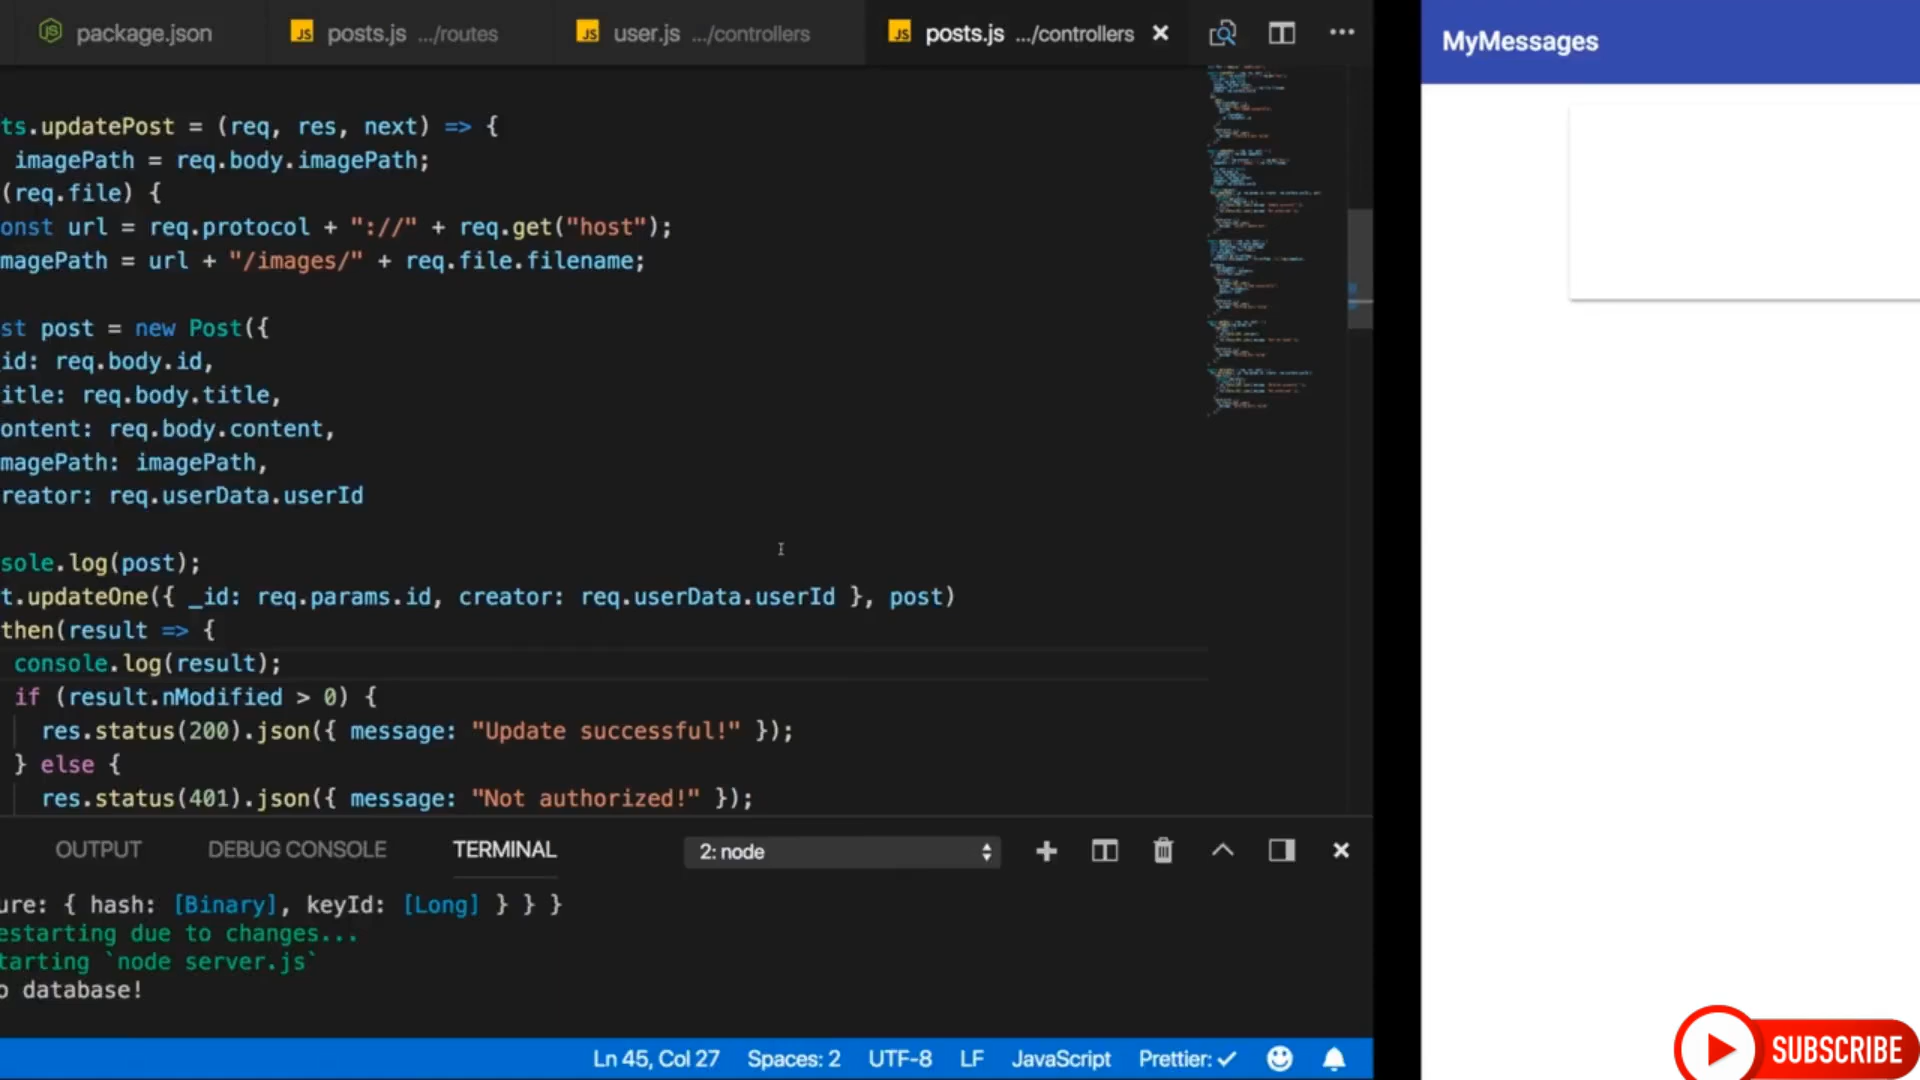 package.json posts.js .../routes user.js .../controllers posts.js .../controllers
MyMessages
ts.updatePost = (req, res, next) => {
imagePath = req.body.imagePath;
(req.file) {
onst url = req.protocol + "://" + req.get("host");
magePath = url + "/images/" + req.file.filename;
st post = new Post({
id: req.body.id,
itle: req.body.title,
ontent: req.body.content,
magePath: imagePath,
reator: req.userData.userId
sole.log(post);
t.updateOne({ _id: req.params.id, creator: req.userData.userId }, post)
then(result => {
console.log(result);
if (result.nModified > 0) {
res.status(200).json({ message: "Update successful!" });
} else {
res.status(401).json({ message: "Not authorized!" });
OUTPUT DEBUG CONSOLE TERMINAL 2: node
ure: { hash: [Binary], keyId: [Long] } } }
estarting due to changes...
tarting `node server.js`
o database!
Ln 45, Col 27 Spaces: 2 UTF-8 LF JavaScript Prettier: ✓
SUBSCRIBE